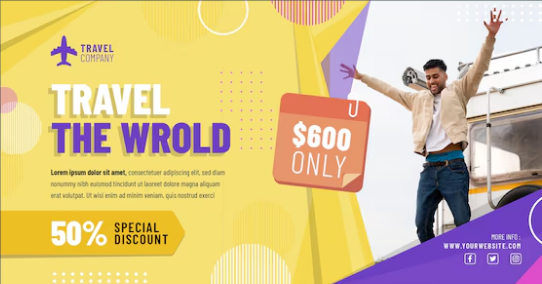 TRAVEL
COMPANY
TRAVEL
THE WROLD
Lorem ipsum dolor sit amet, consectetuer adipiscing elit, sed diam
nonummy nibh euismod tincidunt ut laoreet dolore magna aliquam
erat volutpat. Ut wisi enim ad minim veniam, quis nostrud exerci
50% SPECIAL
DISCOUNT
$600
ONLY
MORE INFO :
WWW.YOURWEBSITE.COM